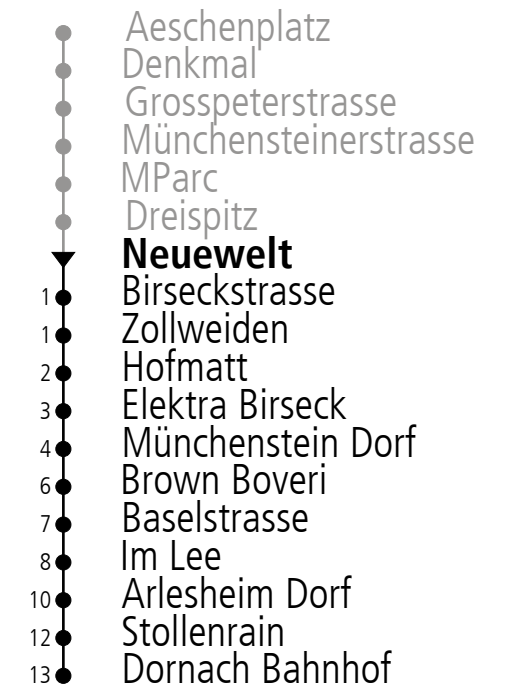 Aeschenplatz
Denkmal
Grosspeterstrasse
Münchensteinerstrasse
MParc
Dreispitz
Neuewelt
1 Birseckstrasse
1 Zollweiden
2 Hofmatt
3 Elektra Birseck
4 Münchenstein Dorf
6 Brown Boveri
7 Baselstrasse
8 Im Lee
10 Arlesheim Dorf
12 Stollenrain
13 Dornach Bahnhof